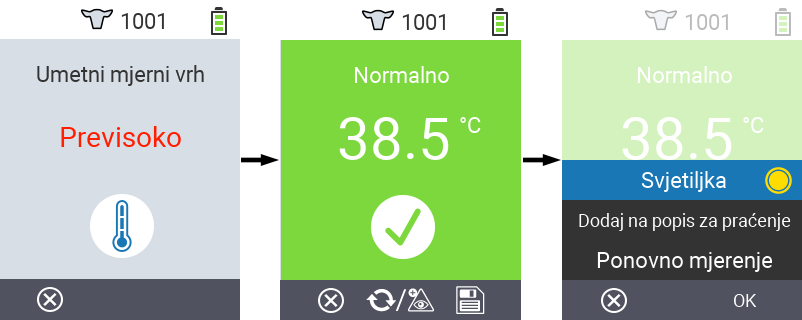 1001
Umetni mjerni vrh
Previsoko
1001
Normalno
38.5 °C
1001
Normalno
38.5 °C
Svjetiljka
Dodaj na popis za praćenje
Ponovno mjerenje
OK